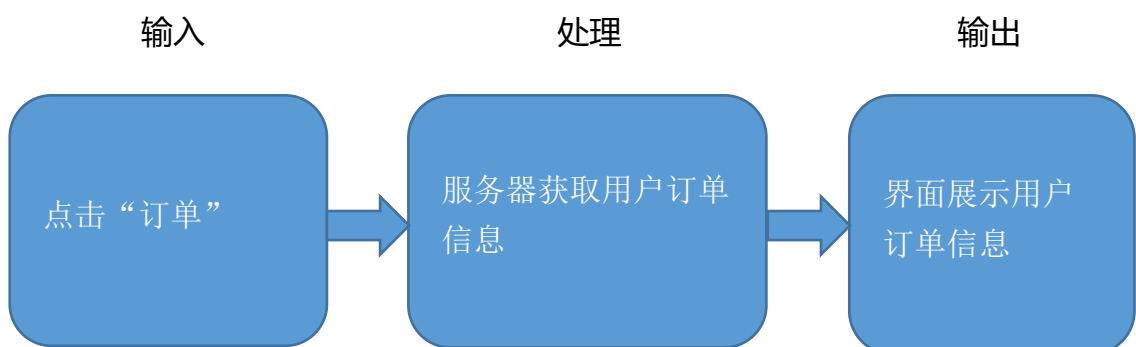 输入
处理
输出
点击“订单”
服务器获取用户订单
信息
界面展示用户
订单信息